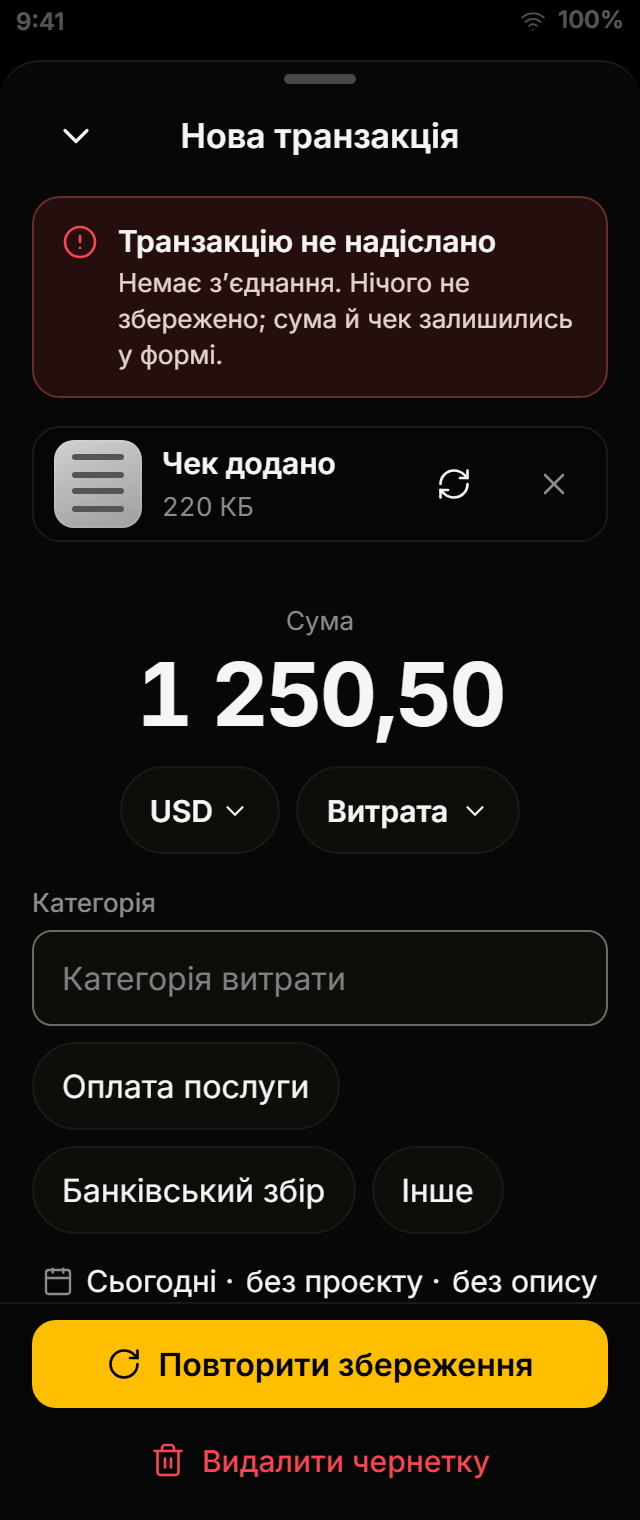 9:41
100%
Нова транзакція
Транзакцію не надіслано
Немає з’єднання. Нічого не
збережено; сума й чек залишились
у формі.
Чек додано
220 КБ
Сума
1 250,50
USD
Витрата
Категорія
Категорія витрати
Оплата послуги
Банківський збір
Інше
Сьогодні · без проєкту · без опису
Повторити збереження
Видалити чернетку